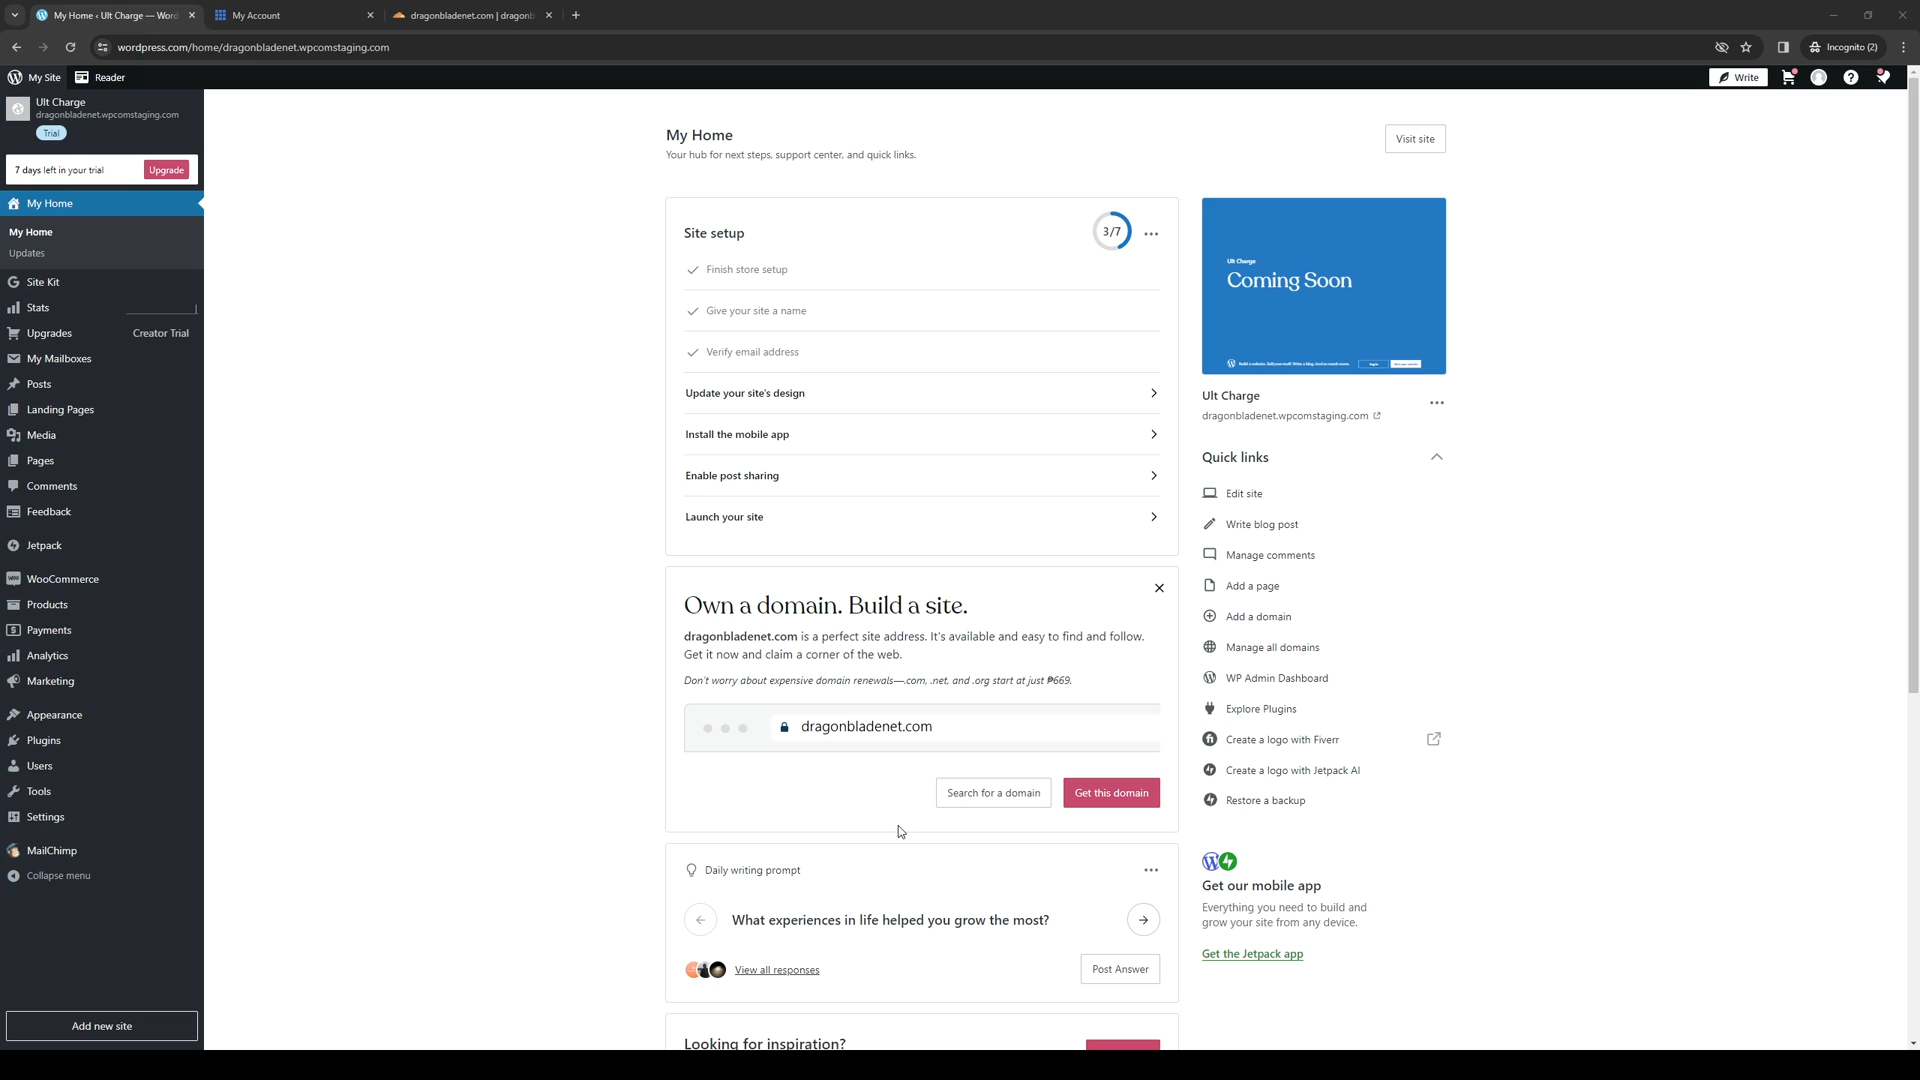 My Home ‹ Ult Charge — Word
My Account
dragonbladenet.com | dragonb
wordpress.com/home/dragonbladenet.wpcomstaging.com
Incognito (2)
My Site
Reader
Write
Ult Charge
dragonbladenet.wpcomstaging.com
Trial
7 days left in your trial
Upgrade
My Home
My Home
Updates
Site Kit
Stats
Upgrades
Creator Trial
My Mailboxes
Posts
Landing Pages
Media
Pages
Comments
Feedback
Jetpack
WooCommerce
Products
Payments
Analytics
Marketing
Appearance
Plugins
Users
Tools
Settings
MailChimp
Collapse menu
Add new site
My Home
Your hub for next steps, support center, and quick links.
Visit site
Site setup
3/7
Finish store setup
Give your site a name
Verify email address
Update your site's design
Install the mobile app
Enable post sharing
Launch your site
Own a domain. Build a site.
dragonbladenet.com is a perfect site address. It's available and easy to find and follow.
Get it now and claim a corner of the web.
Don't worry about expensive domain renewals—.com, .net, and .org start at just ₱669.
dragonbladenet.com
Search for a domain
Get this domain
Daily writing prompt
What experiences in life helped you grow the most?
View all responses
Post Answer
Looking for inspiration?
Ult Charge
Coming Soon
Ult Charge
dragonbladenet.wpcomstaging.com
Quick links
Edit site
Write blog post
Manage comments
Add a page
Add a domain
Manage all domains
WP Admin Dashboard
Explore Plugins
Create a logo with Fiverr
Create a logo with Jetpack AI
Restore a backup
Get our mobile app
Everything you need to build and
grow your site from any device.
Get the Jetpack app